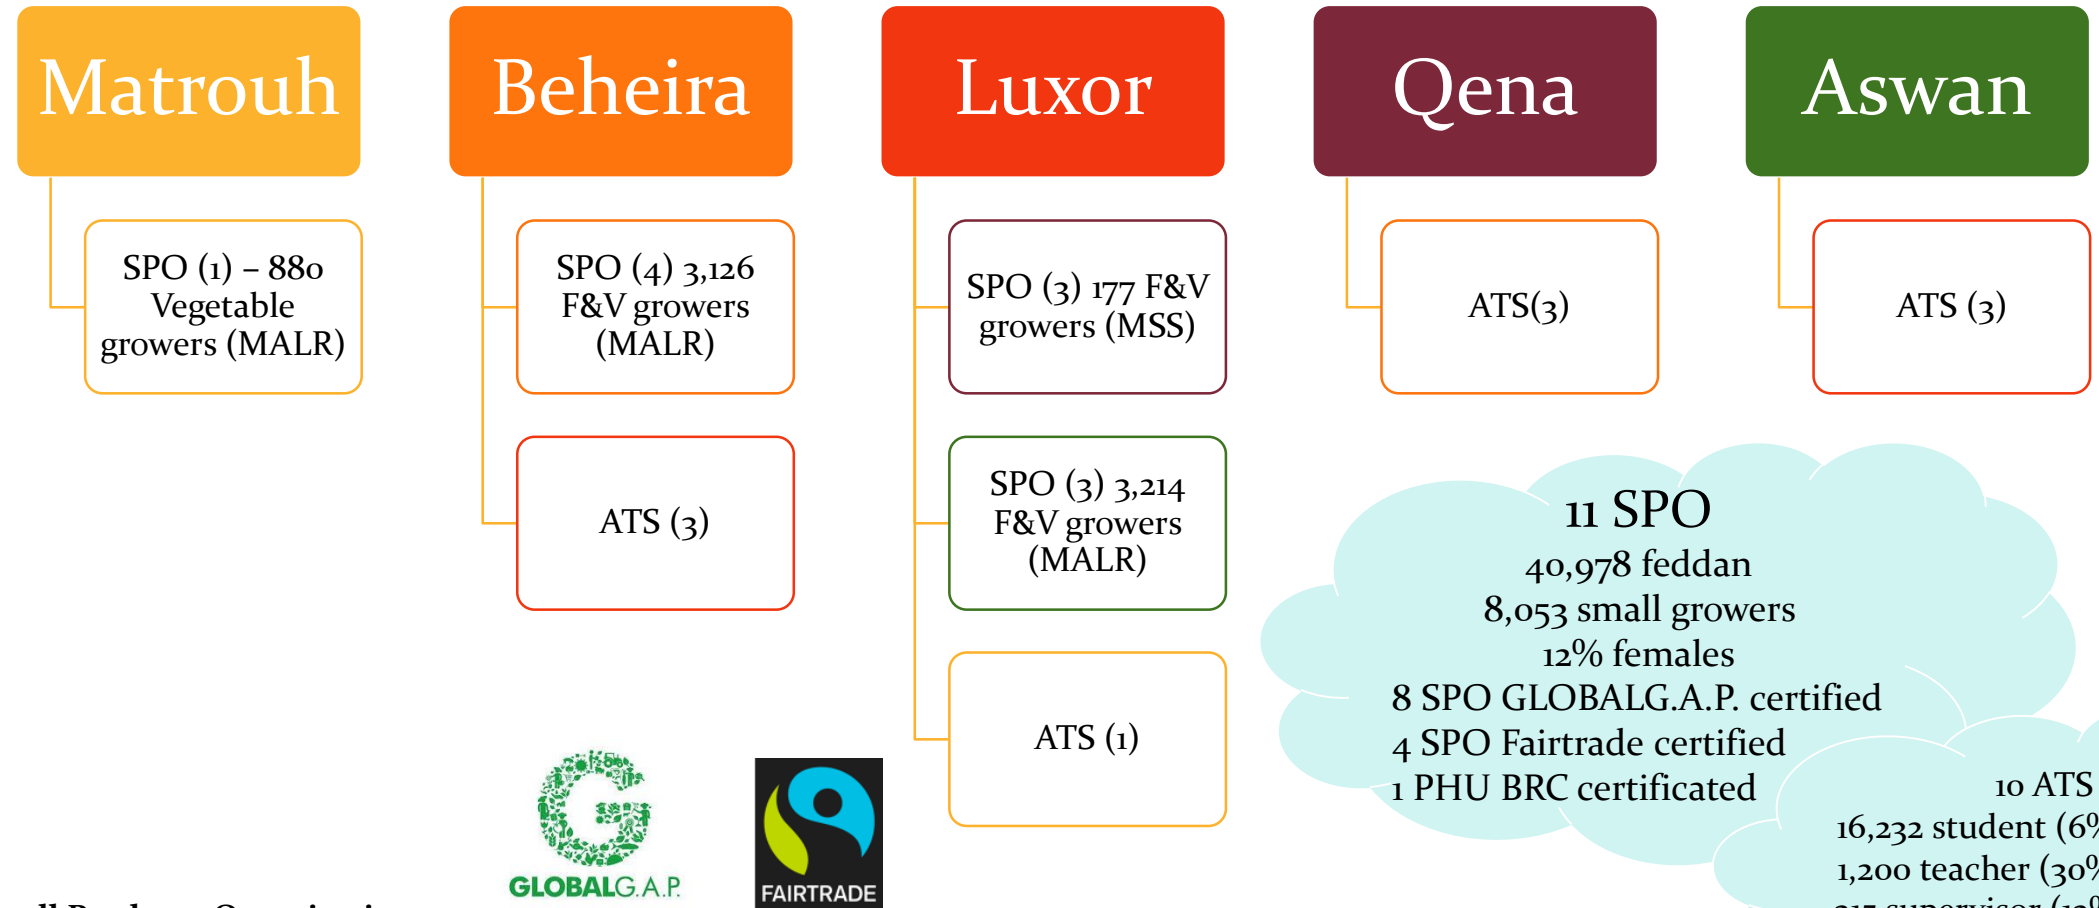 Matrouh
SPO (1) – 880
Vegetable
growers (MALR)
Beheira
SPO (4) 3,126
F&V growers
(MALR)
ATS (3)
Luxor
SPO (3) 177 F&V
growers (MSS)
SPO (3) 3,214
F&V growers
(MALR)
ATS (1)
Qena
ATS(3)
Aswan
ATS (3)
11 SPO
40,978 feddan
8,053 small growers
12% females
8 SPO GLOBALG.A.P. certified
4 SPO Fairtrade certified
1 PHU BRC certificated
10 ATS
16,232 student (6%
1,200 teacher (30%
supervisor
GLOBALG.A.P.
FAIRTRADE